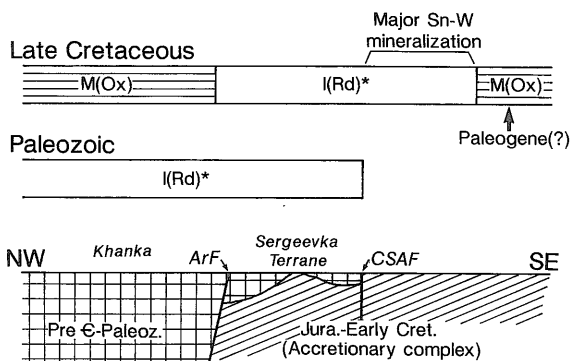 Major Sn-W
mineralization
Late Cretaceous
M(Ox) I(Rd)* M(Ox)
Paleogene(?)
Paleozoic
I(Rd)*
NW Khanka ArF Sergeevka Terrane CSAF SE
Pre Є-Paleoz. Jura.-Early Cret.
(Accretionary complex)